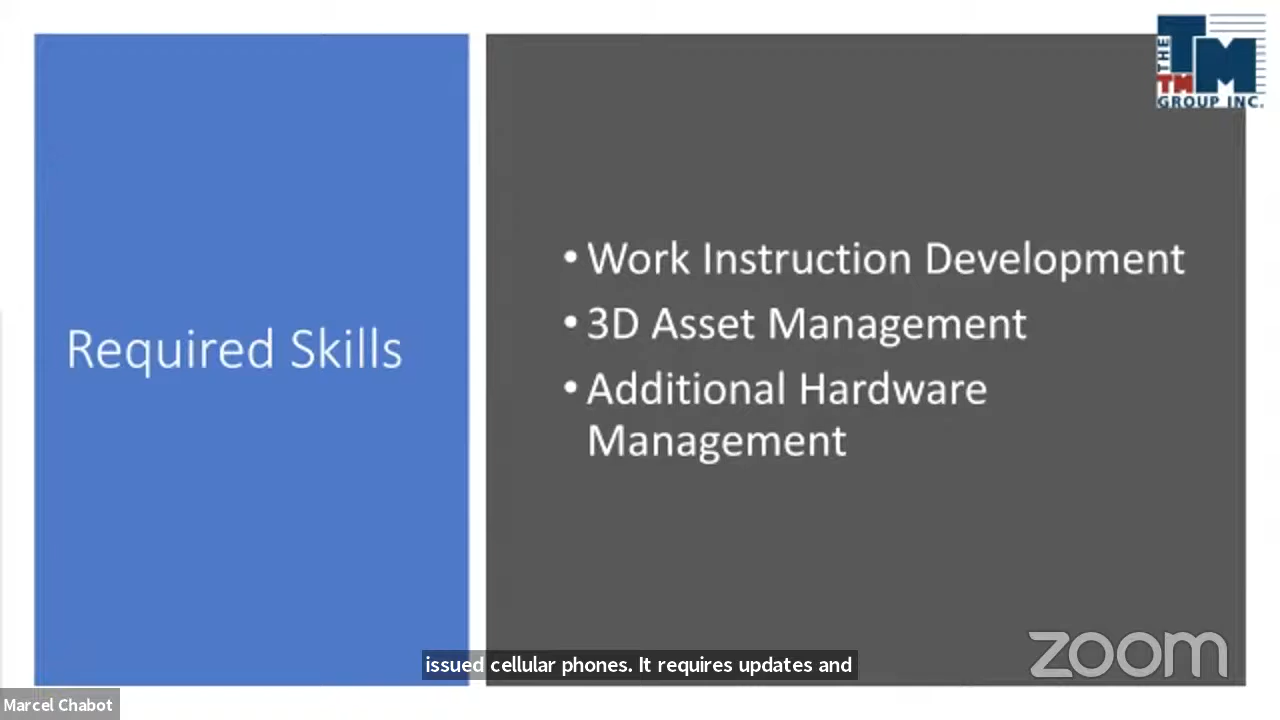 THE
TM
TM
GROUP INC.
Required Skills
• Work Instruction Development
• 3D Asset Management
• Additional Hardware
Management
issued cellular phones. It requires updates and
zoom
Marcel Chabot